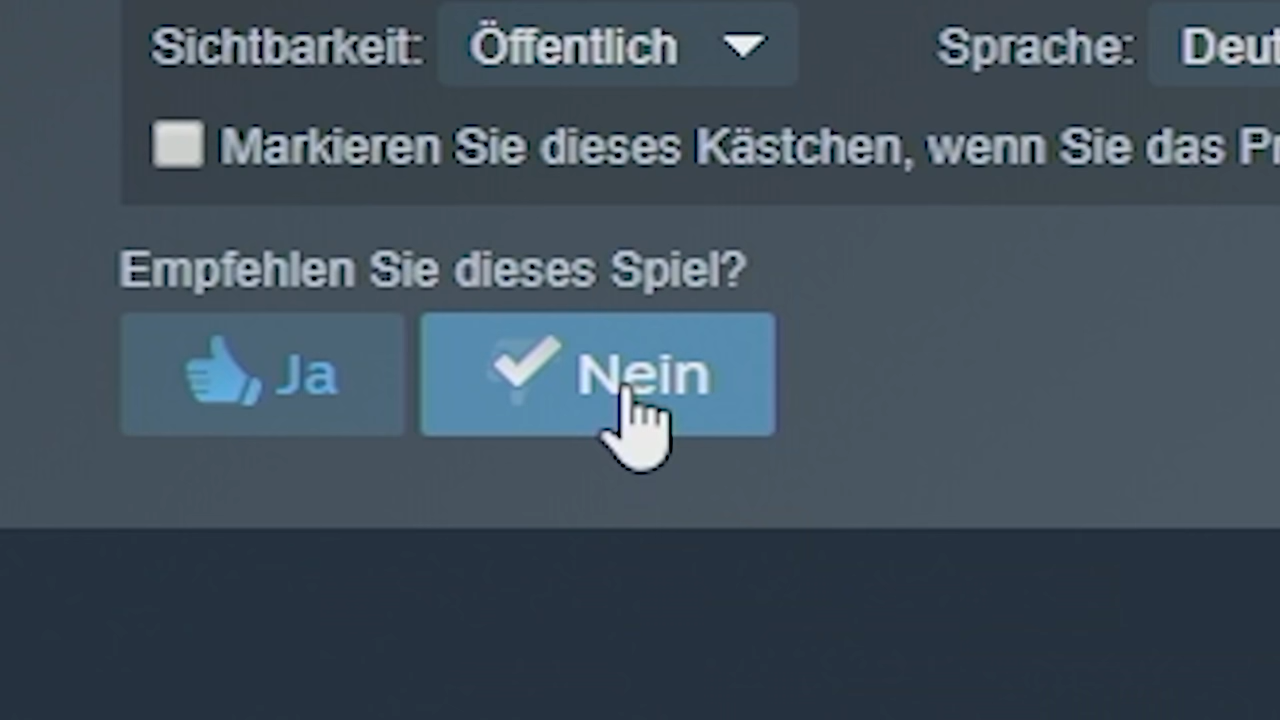 Sichtbarkeit: Öffentlich Sprache:
Markieren Sie dieses Kästchen, wenn Sie das
Empfehlen Sie dieses Spiel?
Ja Nein